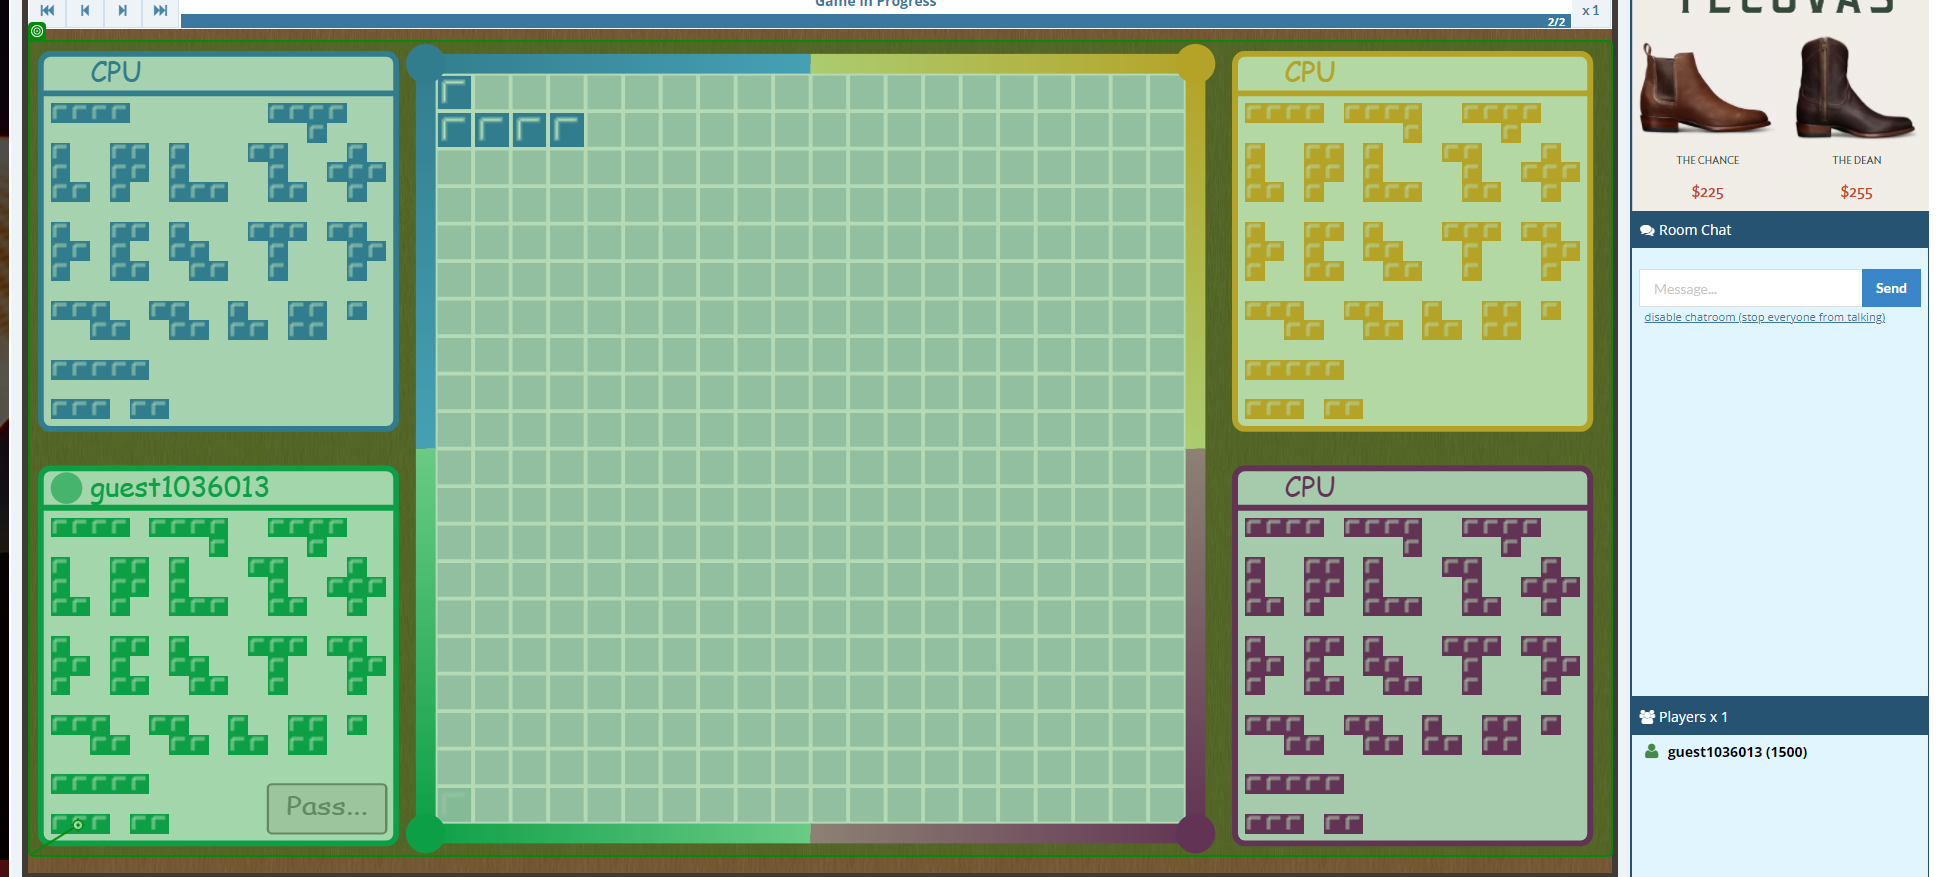 Game in Progress
x 1
2/2
CPU
CPU
guest1036013
Pass...
CPU
THE CHANCE
THE DEAN
$225
$255
Room Chat
Message...
Send
disable chatroom (stop everyone from talking)
Players x 1
guest1036013 (1500)